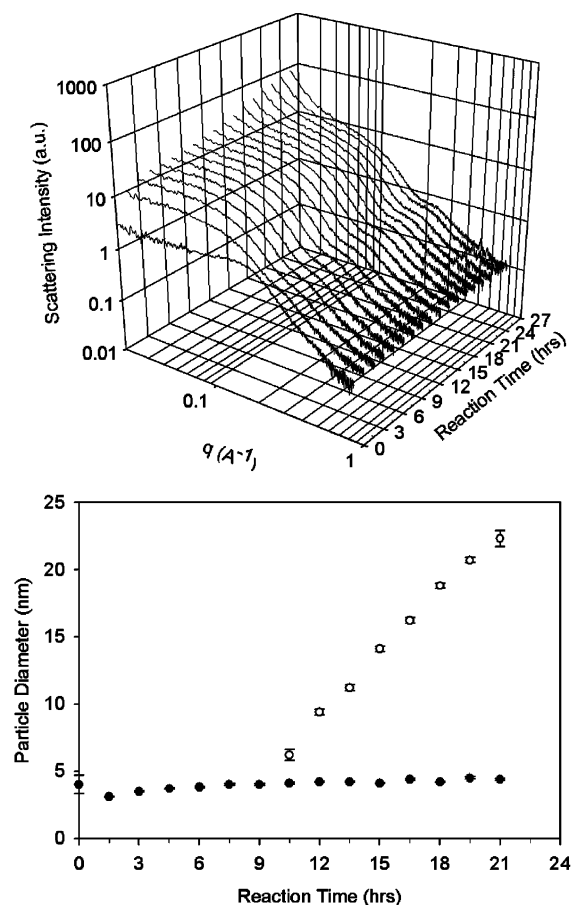 1000
100
10
1
0.1
0.01
Scattering Intensity (a.u.)
0.1
1
q (A⁻¹)
0 3 6 9 12 15 18 21 24 27
Reaction Time (hrs)
25
20
15
10
5
0
Particle Diameter (nm)
0 3 6 9 12 15 18 21 24
Reaction Time (hrs)